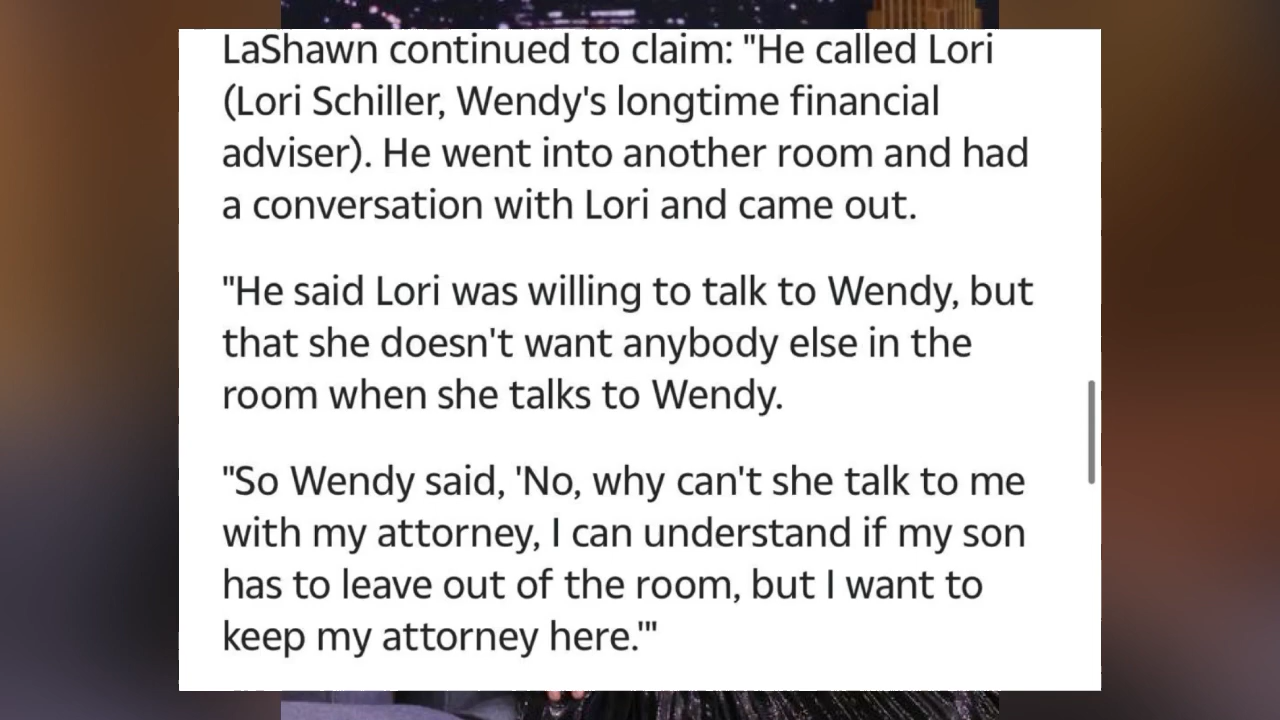 LaShawn continued to claim: "He called Lori
(Lori Schiller, Wendy's longtime financial
adviser). He went into another room and had
a conversation with Lori and came out.
"He said Lori was willing to talk to Wendy, but
that she doesn't want anybody else in the
room when she talks to Wendy.
"So Wendy said, 'No, why can't she talk to me
with my attorney, I can understand if my son
has to leave out of the room, but I want to
keep my attorney here.'"